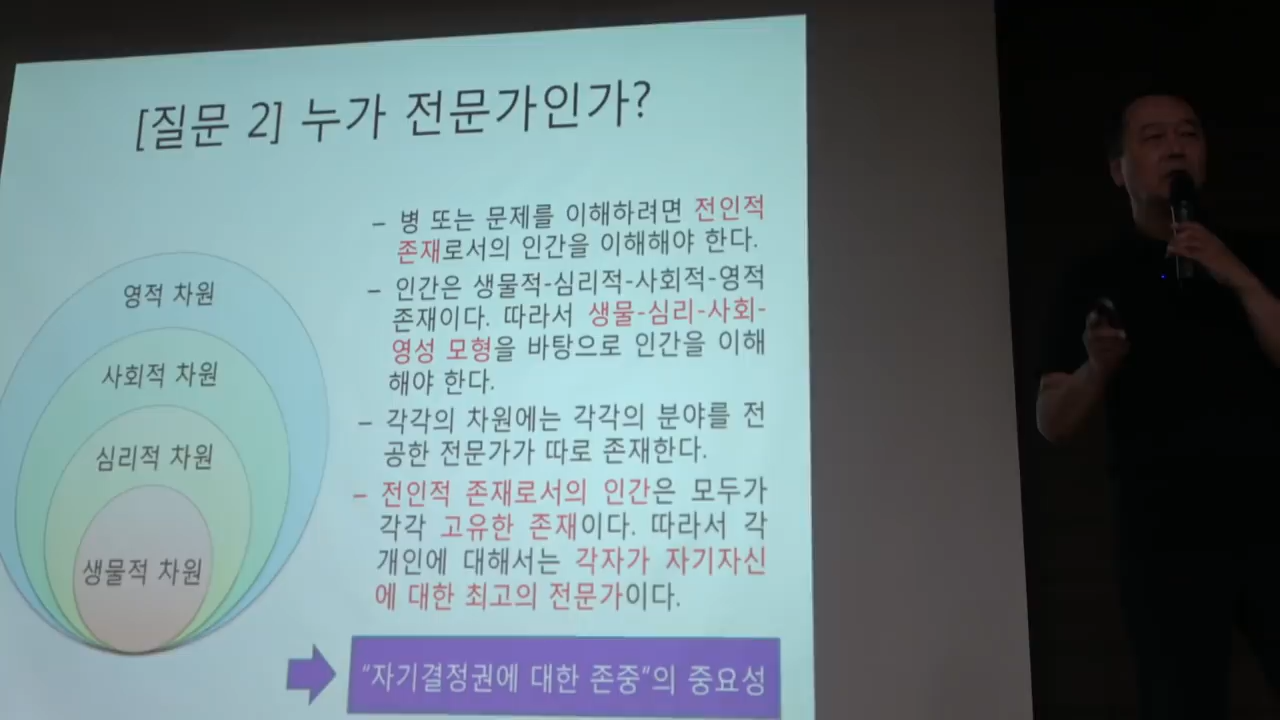 [질문 2] 누가 전문가인가?
영적 차원
사회적 차원
심리적 차원
생물적 차원
– 병 또는 문제를 이해하려면 전인적
존재로서의 인간을 이해해야 한다.
– 인간은 생물적-심리적-사회적-영적
존재이다. 따라서 생물-심리-사회-
영성 모형을 바탕으로 인간을 이해
해야 한다.
– 각각의 차원에는 각각의 분야를 전
공한 전문가가 따로 존재한다.
– 전인적 존재로서의 인간은 모두가
각각 고유한 존재이다. 따라서 각
개인에 대해서는 각자가 자기자신
에 대한 최고의 전문가이다.
“자기결정권에 대한 존중“의 중요성